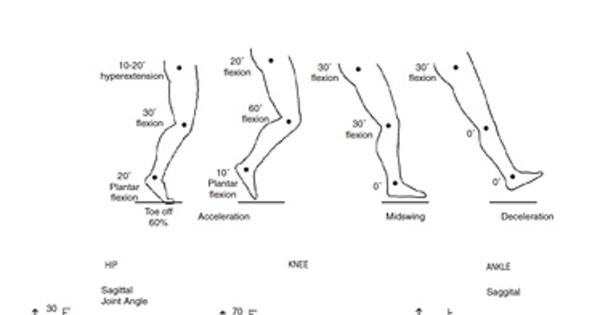 10-20°
hyperextension
30°
flexion
20°
Plantar
flexion
Toe off
60%
20°
flexion
60°
flexion
10°
Plantar
flexion
Acceleration
30°
flexion
30°
flexion
0°
Midswing
30°
flexion
0°
0°
Deceleration
HIP
KNEE
ANKLE
Sagittal
Joint Angle
Saggital
30
70